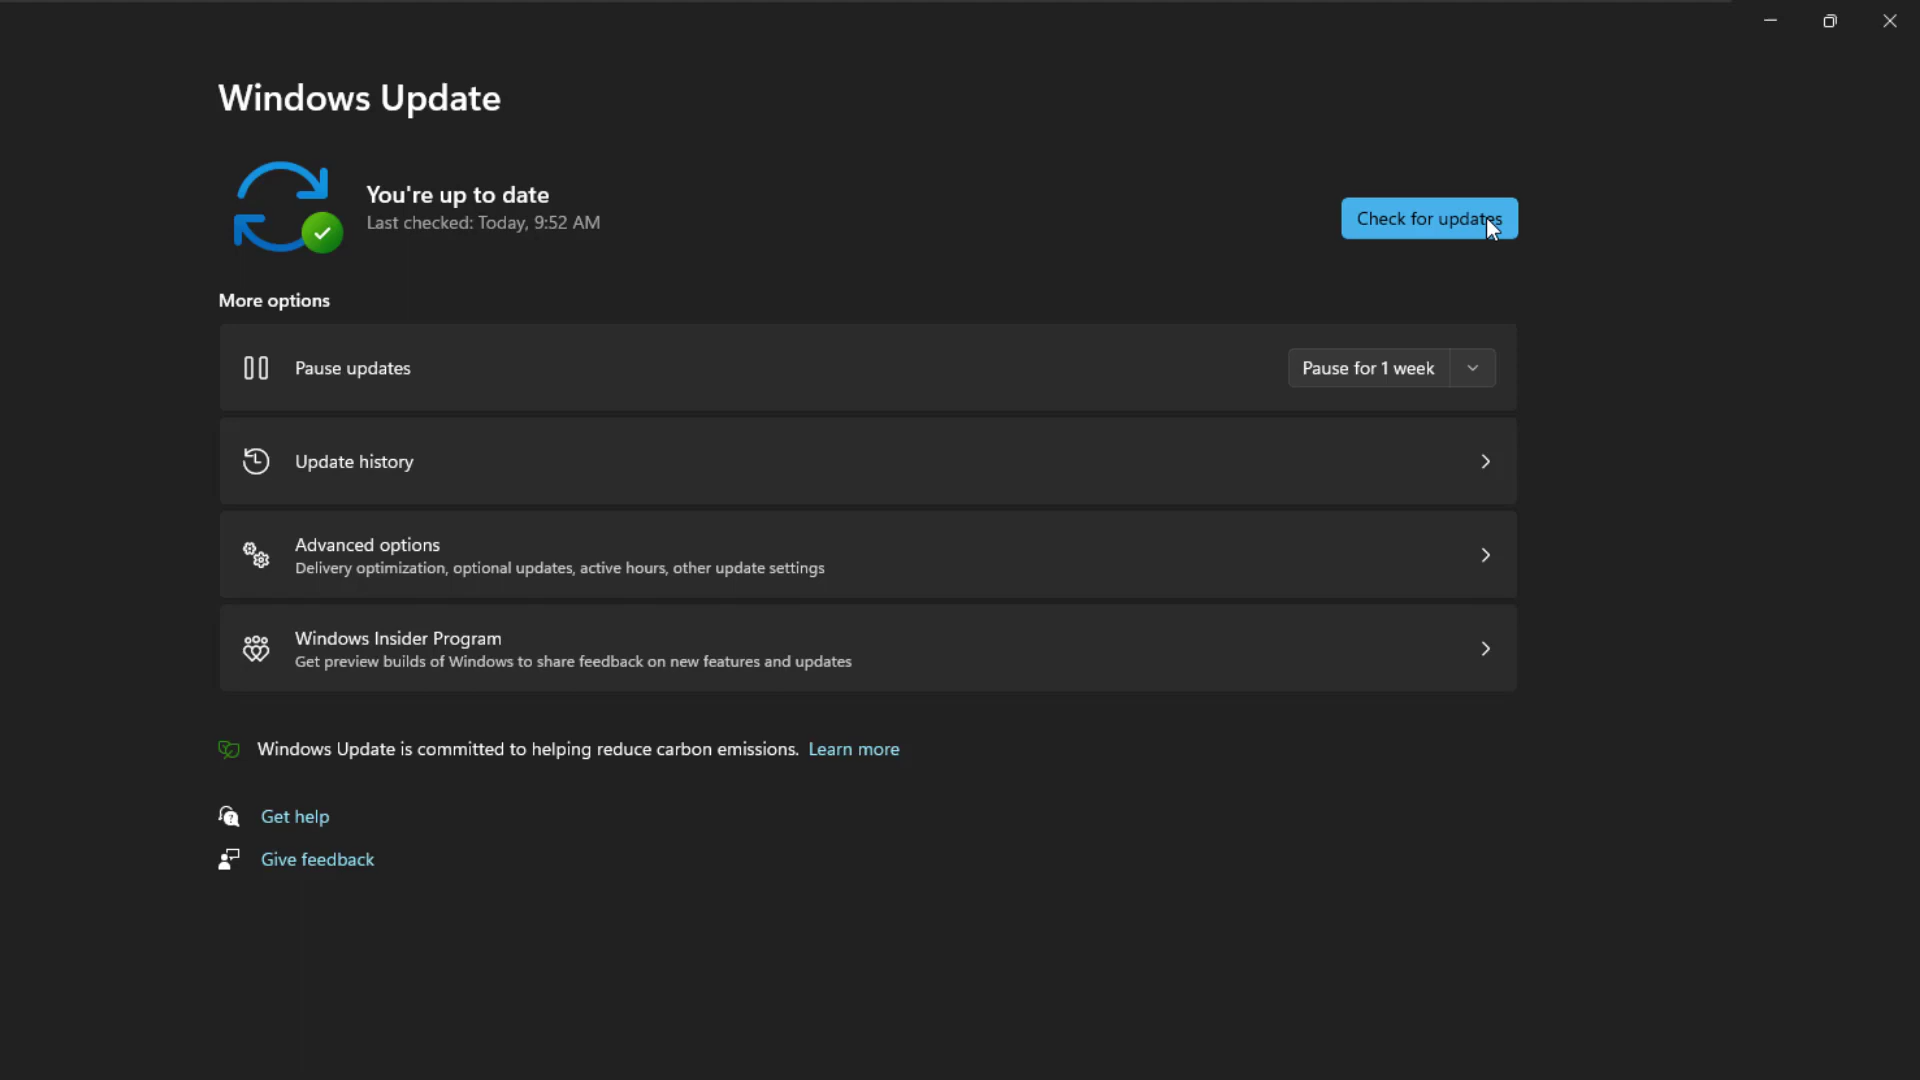 Windows Update
You're up to date
Last checked: Today, 9:52 AM
Check for updates
More options
Pause updates
Pause for 1 week
Update history
Advanced options
Delivery optimization, optional updates, active hours, other update settings
Windows Insider Program
Get preview builds of Windows to share feedback on new features and updates
Windows Update is committed to helping reduce carbon emissions. Learn more
Get help
Give feedback